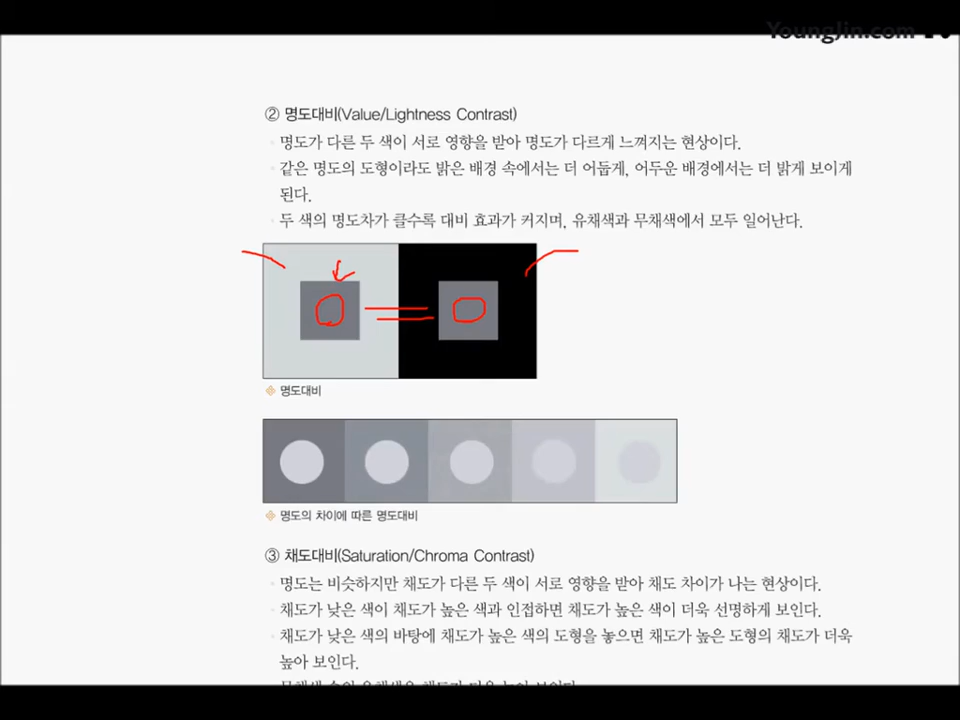 YoungJin.com
② 명도대비(Value/Lightness Contrast)
명도가 다른 두 색이 서로 영향을 받아 명도가 다르게 느껴지는 현상이다.
같은 명도의 도형이라도 밝은 배경 속에서는 더 어둡게, 어두운 배경에서는 더 밝게 보이게
된다.
두 색의 명도차가 클수록 대비 효과가 커지며, 유채색과 무채색에서 모두 일어난다.
명도대비
명도의 차이에 따른 명도대비
③ 채도대비(Saturation/Chroma Contrast)
명도는 비슷하지만 채도가 다른 두 색이 서로 영향을 받아 채도 차이가 나는 현상이다.
채도가 낮은 색이 채도가 높은 색과 인접하면 채도가 높은 색이 더욱 선명하게 보인다.
채도가 낮은 색의 바탕에 채도가 높은 색의 도형을 놓으면 채도가 높은 도형의 채도가 더욱
높아 보인다.